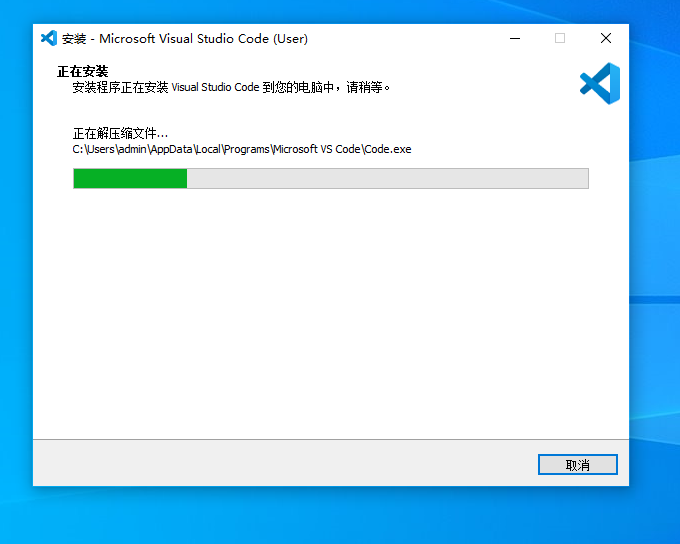 安装 - Microsoft Visual Studio Code (User)
正在安装
安装程序正在安装 Visual Studio Code 到您的电脑中，请稍等。
正在解压缩文件...
C:\Users\admin\AppData\Local\Programs\Microsoft VS Code\Code.exe
取消